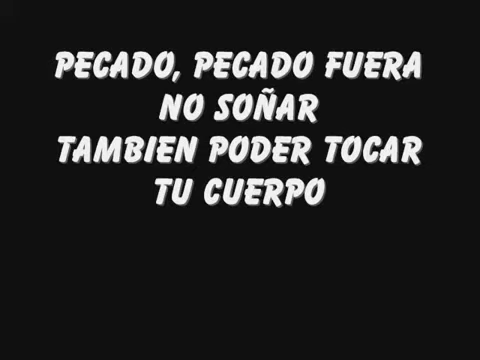 PECADO, PECADO FUERA
NO SOÑAR
TAMBIEN PODER TOCAR
TU CUERPO